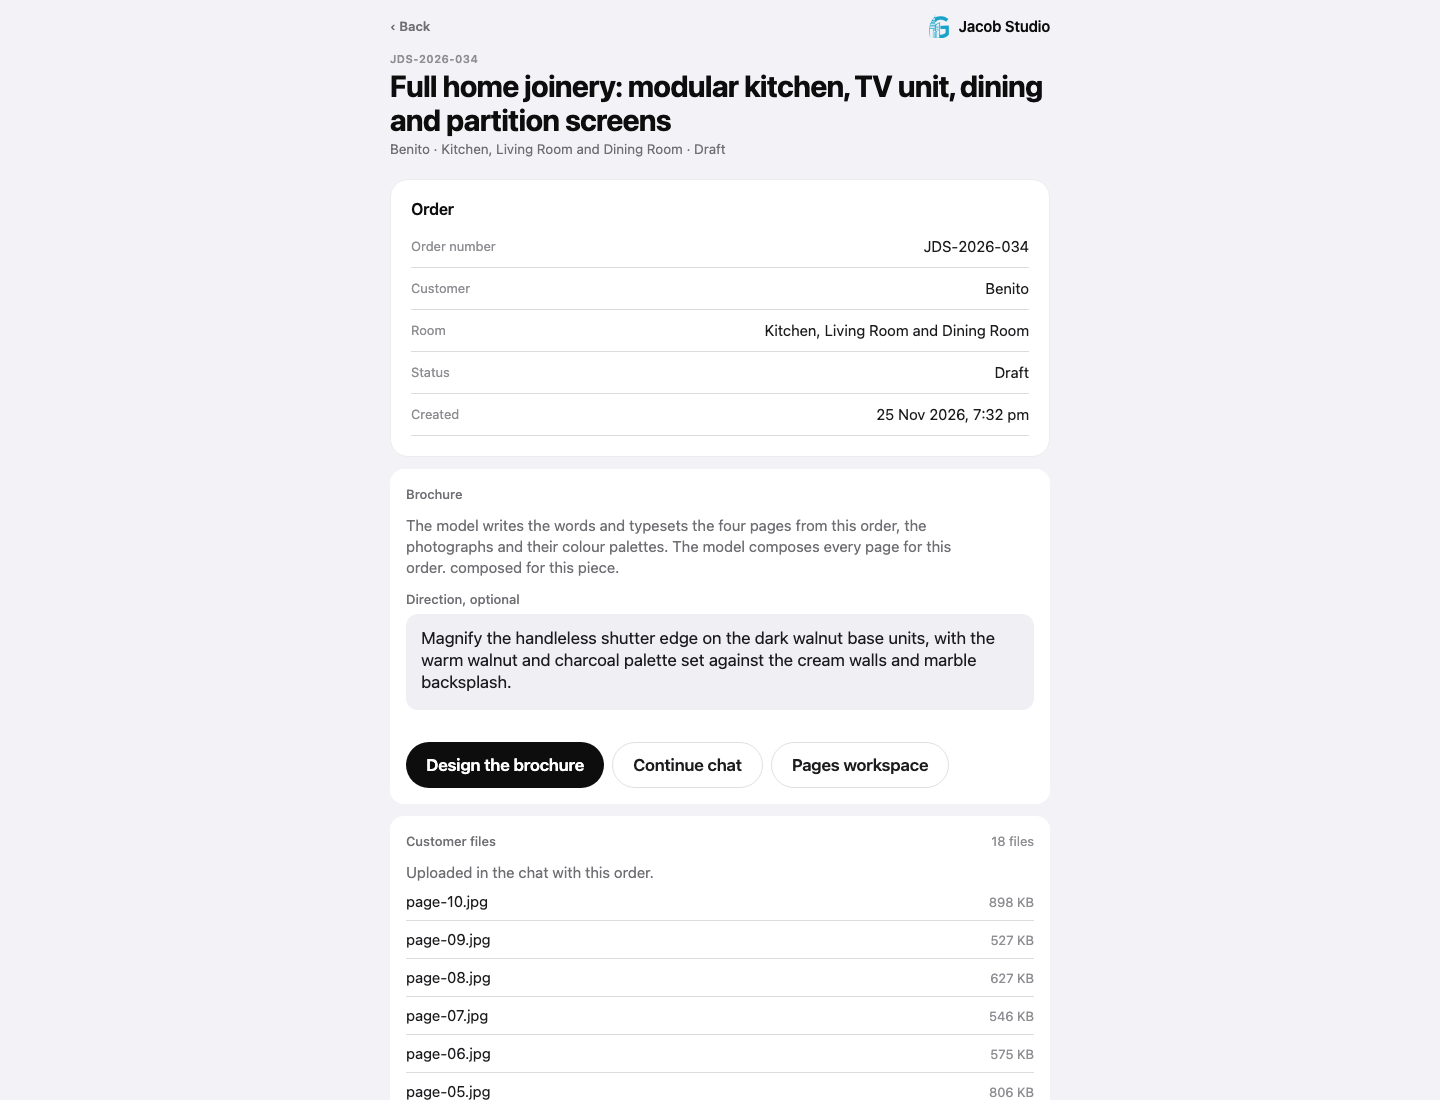 ‹ Back
Jacob Studio
JDS-2026-034
Full home joinery: modular kitchen, TV unit, dining
and partition screens
Benito · Kitchen, Living Room and Dining Room · Draft
Order
Order number
JDS-2026-034
Customer
Benito
Room
Kitchen, Living Room and Dining Room
Status
Draft
Created
25 Nov 2026, 7:32 pm
Brochure
The model writes the words and typesets the four pages from this order, the
photographs and their colour palettes. The model composes every page for this
order. composed for this piece.
Direction, optional
Magnify the handleless shutter edge on the dark walnut base units, with the
warm walnut and charcoal palette set against the cream walls and marble
backsplash.
Design the brochure
Continue chat
Pages workspace
Customer files
18 files
Uploaded in the chat with this order.
page-10.jpg
898 KB
page-09.jpg
527 KB
page-08.jpg
627 KB
page-07.jpg
546 KB
page-06.jpg
575 KB
page-05.jpg
806 KB